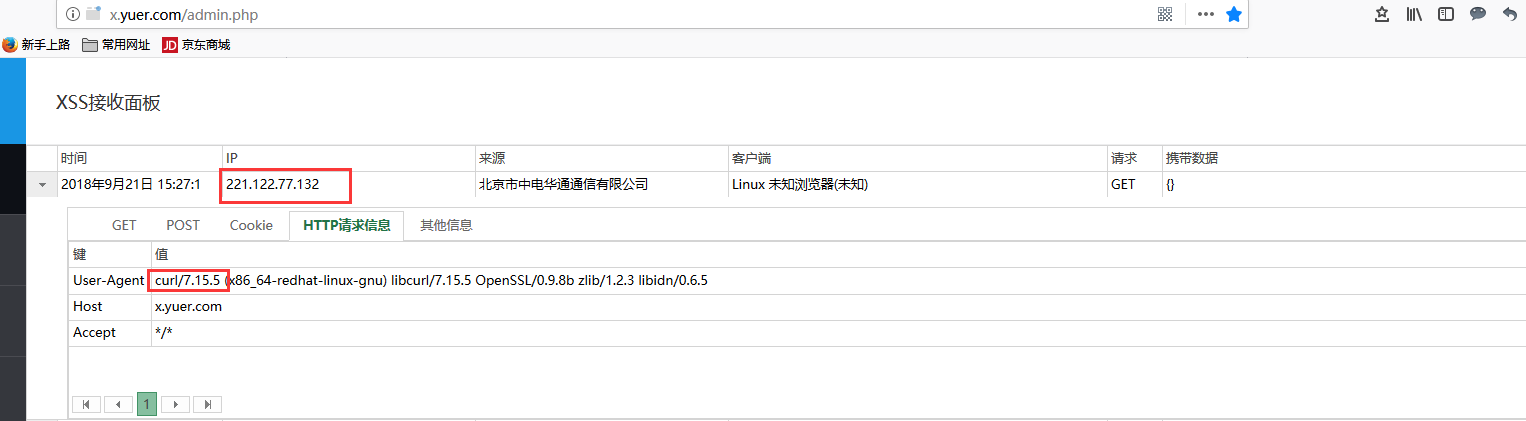 x.yuer.com/admin.php
新手上路 常用网址 JD 京东商城
XSS接收面板
时间 IP 来源 客户端 请求 携带数据
2018年9月21日 15:27:1 221.122.77.132 北京市中电华通通信有限公司 Linux 未知浏览器(未知) GET {}
GET POST Cookie HTTP请求信息 其他信息
键 值
User-Agent curl/7.15.5 (x86_64-redhat-linux-gnu) libcurl/7.15.5 OpenSSL/0.9.8b zlib/1.2.3 libidn/0.6.5
Host x.yuer.com
Accept */*
1